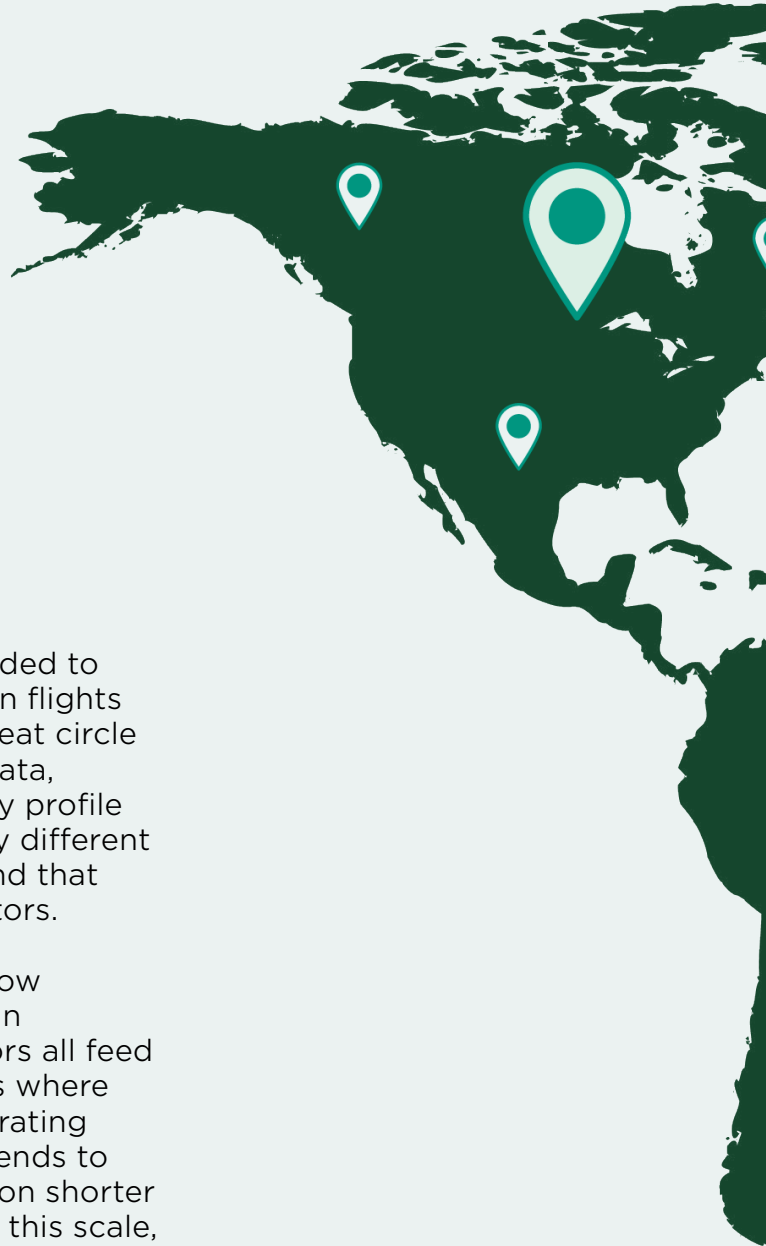 ded to
n flights
eat circle
ata,
y profile
y different
nd that
tors.
ow
n
ors all feed
s where
rating
ends to
on shorter
this scale,